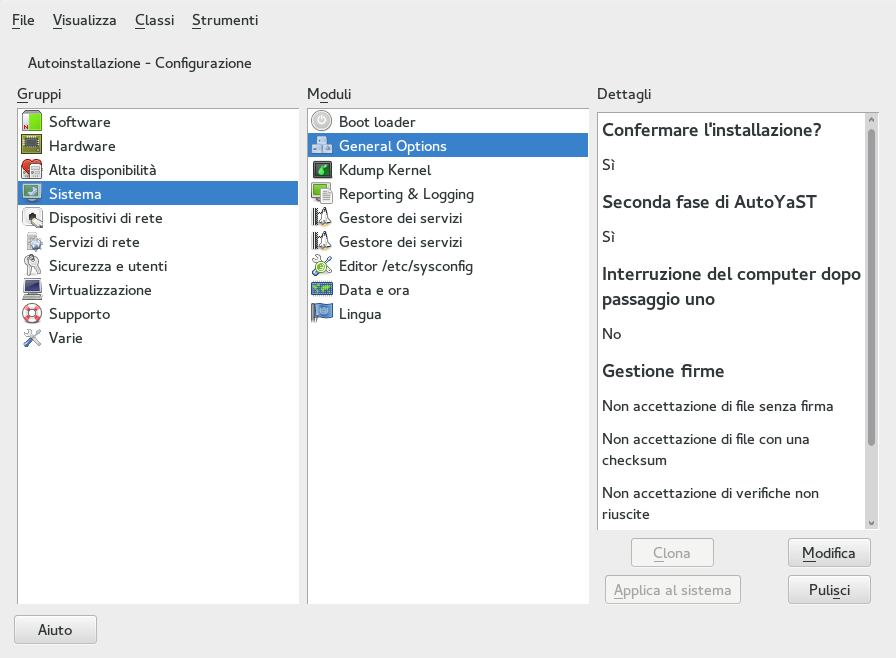 File Visualizza Classi Strumenti
Autoinstallazione - Configurazione
Gruppi
Software
Hardware
Alta disponibilità
Sistema
Dispositivi di rete
Servizi di rete
Sicurezza e utenti
Virtualizzazione
Supporto
Varie
Moduli
Boot loader
General Options
Kdump Kernel
Reporting & Logging
Gestore dei servizi
Gestore dei servizi
Editor /etc/sysconfig
Data e ora
Lingua
Dettagli
Confermare l'installazione?
Sì
Seconda fase di AutoYaST
Sì
Interruzione del computer dopo
passaggio uno
No
Gestione firme
Non accettazione di file senza firma
Non accettazione di file con una
checksum
Non accettazione di verifiche non
riuscite
Clona
Modifica
Applica al sistema
Pulisci
Aiuto